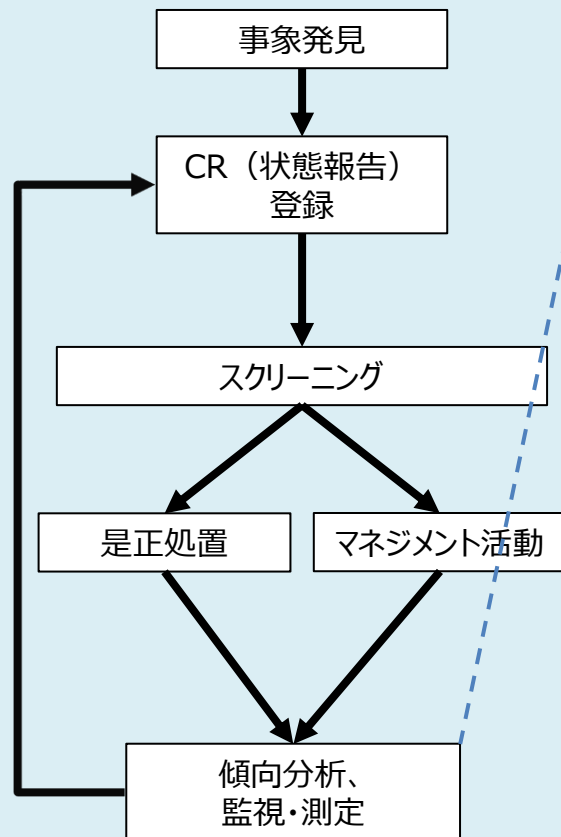 事象発見
CR（状態報告）
登録
スクリーニング
是正処置
マネジメント活動
傾向分析、
監視・測定